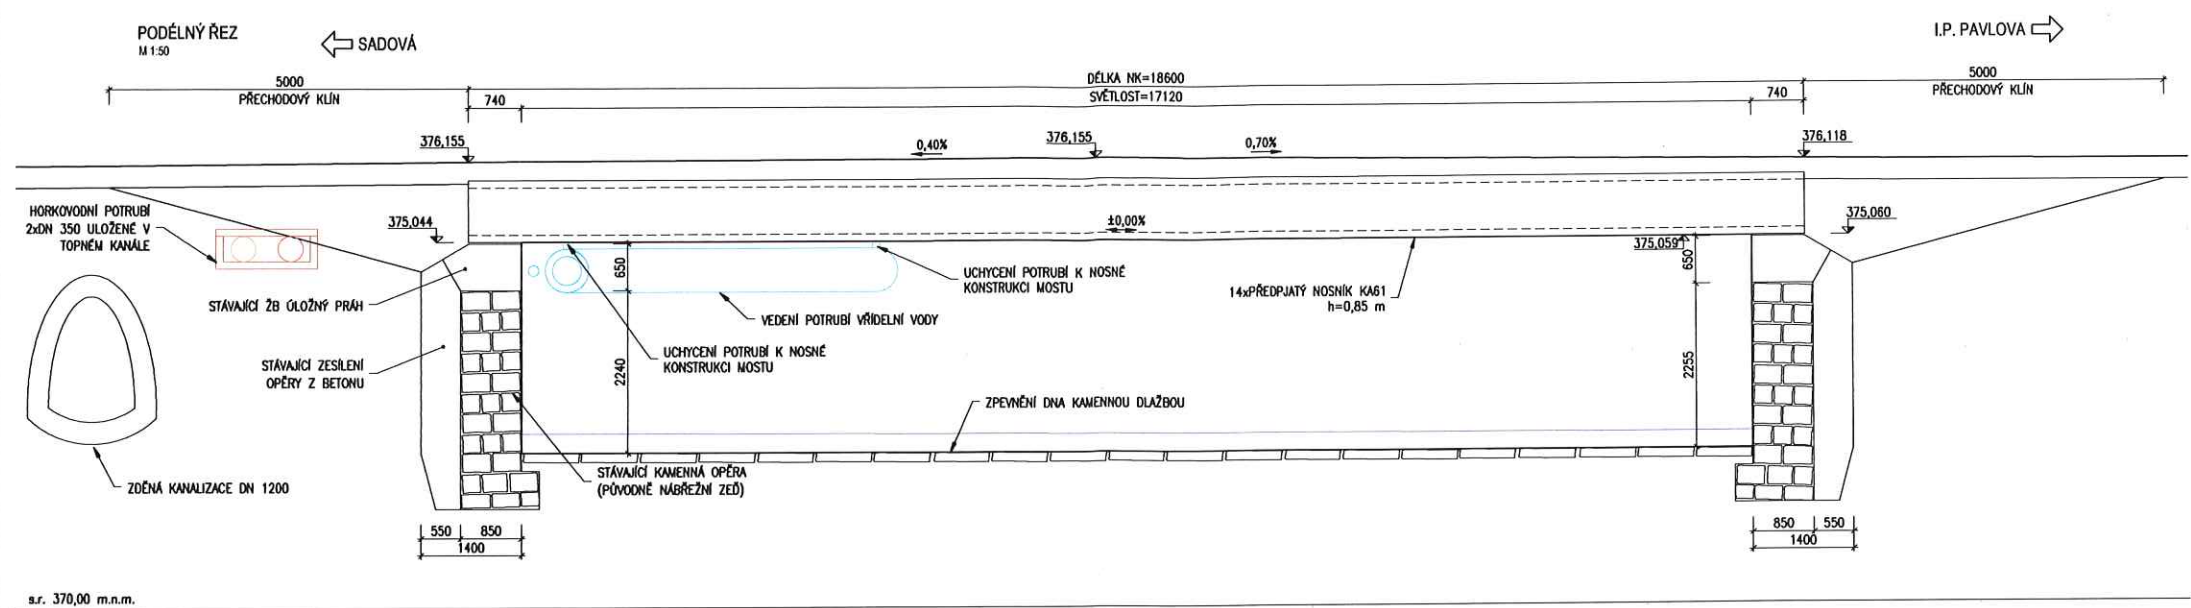 PODÉLNÝ ŘEZ
M 1:50
SADOVÁ
I.P. PAVLOVA
5000
PŘECHODOVÝ KLÍN
DÉLKA NK=18600
SVĚTLOST=17120
740
740
5000
PŘECHODOVÝ KLÍN
376,155
0,40%
376,155
0,70%
376,118
HORKOVODNÍ POTRUBÍ
2xDN 350 ULOŽENÉ V
TOPNÉM KANÁLE
375,044
±0,00%
375,059
375,060
650
650
UCHYCENÍ POTRUBÍ K NOSNÉ
KONSTRUKCI MOSTU
14xPŘEDPJATÝ NOSNÍK KA61
h=0,85 m
STÁVAJÍCÍ ŽB ÚLOŽNÝ PRÁH
VEDENÍ POTRUBÍ VŘÍDELNÍ VODY
UCHYCENÍ POTRUBÍ K NOSNÉ
KONSTRUKCI MOSTU
STÁVAJÍCÍ ZESÍLENÍ
OPĚRY Z BETONU
2240
2255
ZPEVNĚNÍ DNA KAMENNOU DLAŽBOU
STÁVAJÍCÍ KAMENNÁ OPĚRA
(PŮVODNĚ NÁBŘEŽNÍ ZEĎ)
ZDĚNÁ KANALIZACE DN 1200
550
850
1400
850
550
1400
s.r. 370,00 m.n.m.